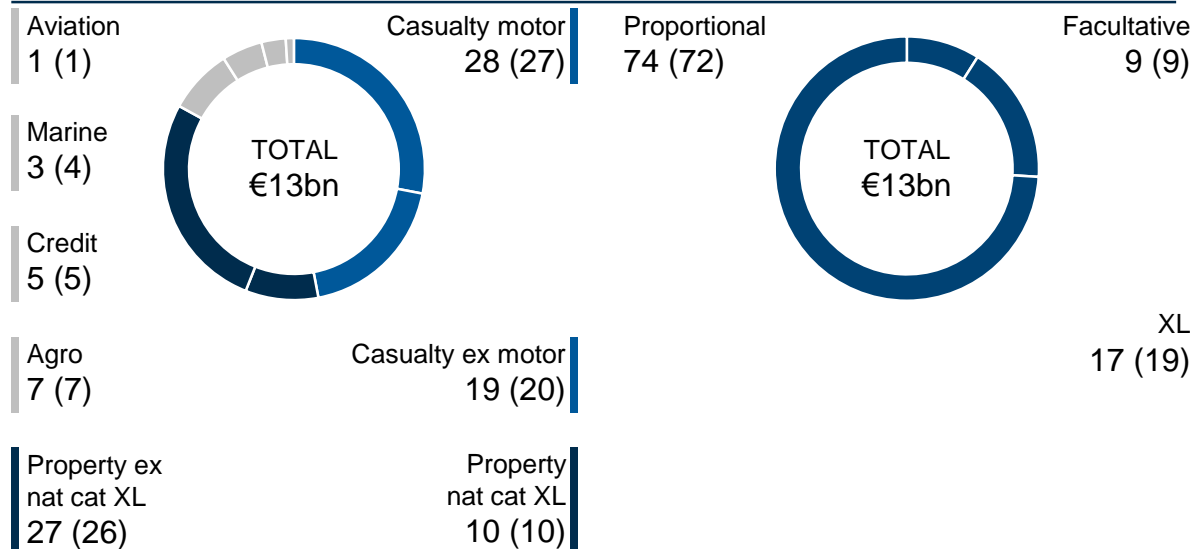 Aviation
1 (1)
Casualty motor
28 (27)
Marine
3 (4)
TOTAL
€13bn
Credit
5 (5)
Agro
7 (7)
Casualty ex motor
19 (20)
Property ex
nat cat XL
27 (26)
Property
nat cat XL
10 (10)
Proportional
74 (72)
Facultative
9 (9)
TOTAL
€13bn
XL
17 (19)